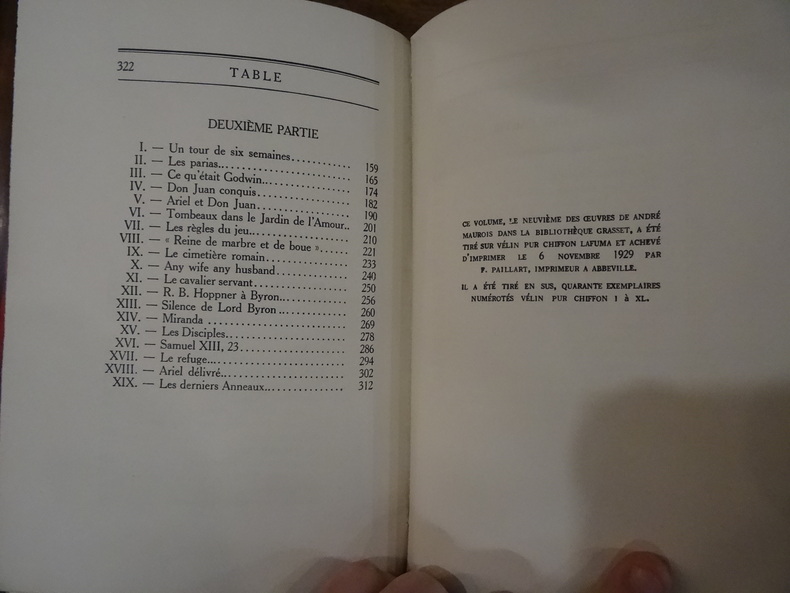 322
TABLE
DEUXIÈME PARTIE
I. — Un tour de six semaines............ 159
II. — Les parias......................... 165
III. — Ce qu'était Godwin................ 174
IV. — Don Juan conquis.................. 182
V. — Ariel et Don Juan.................. 190
VI. — Tombeaux dans le Jardin de l'Amour.. 201
VII. — Les règles du jeu................. 210
VIII. — « Reine de marbre et de boue »..... 221
IX. — Le cimetière romain................ 233
X. — Any wife any husband............... 240
XI. — Le cavalier servant................ 250
XII. — R. B. Hoppner à Byron............. 256
XIII. — Silence de Lord Byron ............ 260
XIV. — Miranda .......................... 269
XV. — Les Disciples...................... 278
XVI. — Samuel XIII, 23................... 286
XVII. — Le refuge........................ 294
XVIII. — Ariel délivré................... 302
XIX. — Les derniers Anneaux.............. 312
CE VOLUME, LE NEUVIÈME DES ŒUVRES DE ANDRÉ
MAUROIS DANS LA BIBLIOTHÈQUE GRASSET, A ÉTÉ
TIRÉ SUR VÉLIN PUR CHIFFON LAFUMA ET ACHEVÉ
D'IMPRIMER LE 6 NOVEMBRE 1929 PAR
F. PAILLART, IMPRIMEUR A ABBEVILLE.
IL A ÉTÉ TIRÉ EN SUS, QUARANTE EXEMPLAIRES
NUMÉROTÉS VÉLIN PUR CHIFFON I à XL.